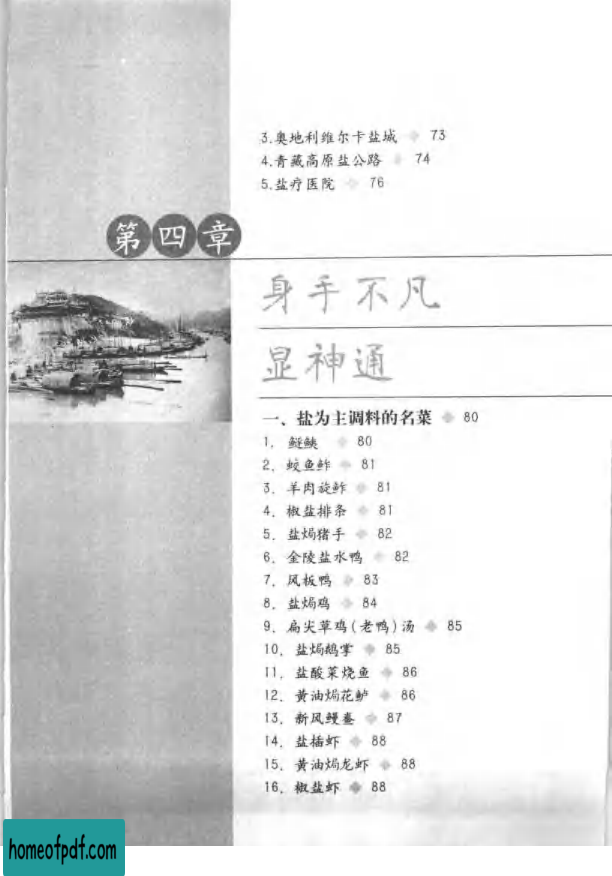 3.奥地利维尔卡盐城 ◆ 73
4.青藏高原盐公路 ◆ 74
5.盐疗医院 ◆ 76
第四章
身手不凡
显神通
一、盐为主调料的名菜 ◆ 80
1. 鲢鲏 ◆ 80
2. 蛟鱼鲊 ◆ 81
3. 羊肉旋鲊 ◆ 81
4. 椒盐排条 ◆ 81
5. 盐焗猪手 ◆ 82
6. 金陵盐水鸭 ◆ 82
7. 风板鸭 ◆ 83
8. 盐焗鸡 ◆ 84
9. 扁尖草鸡(老鸭)汤 ◆ 85
10. 盐焗鹅掌 ◆ 85
11. 盐酸菜烧鱼 ◆ 86
12. 黄油焗花鲈 ◆ 86
13. 新风鳗鲞 ◆ 87
14. 盐插虾 ◆ 88
15. 黄油焗龙虾 ◆ 88
16. 椒盐虾 ◆ 88
homeofpdf.com